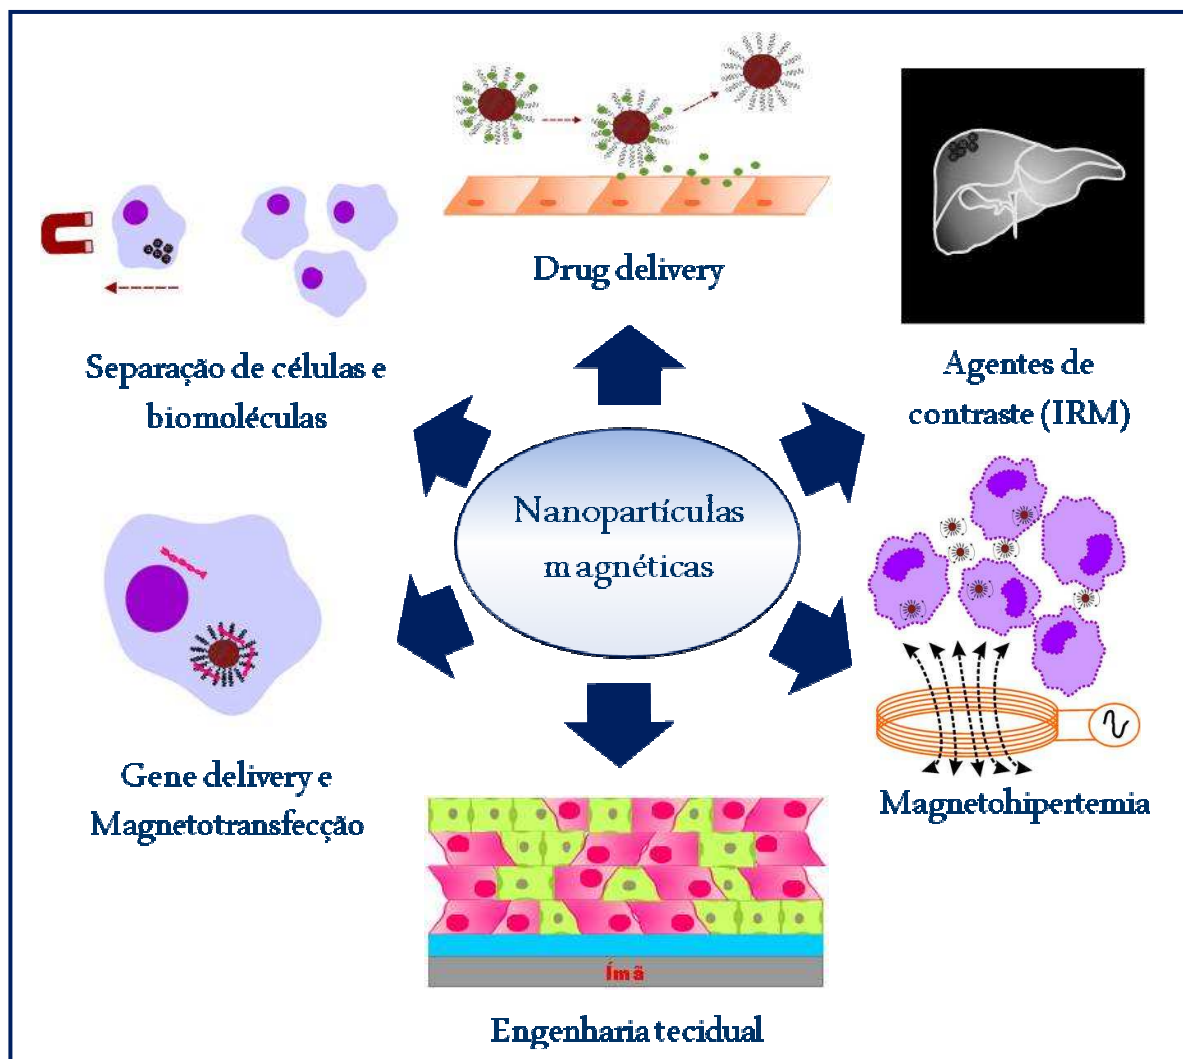 Drug delivery
Separação de células e
biomoléculas
Agentes de
contraste (IRM)
Nanopartículas
magnéticas
Gene delivery e
Magnetotransfecção
Magnetohipertemia
Ímã
Engenharia tecidual